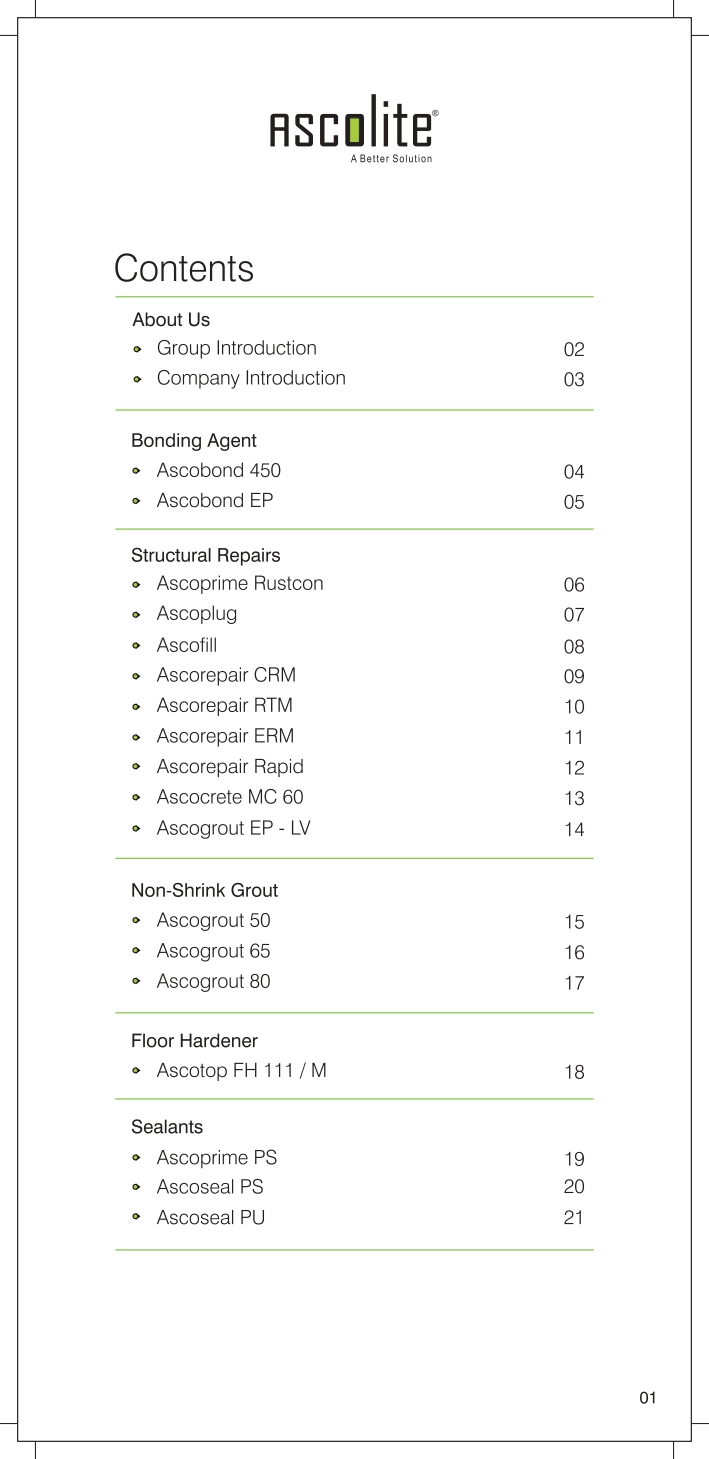 ASCOlite®
A Better Solution
Contents
About Us
Group Introduction 02
Company Introduction 03
Bonding Agent
Ascobond 450 04
Ascobond EP 05
Structural Repairs
Ascoprime Rustcon 06
Ascoplug 07
Ascofill 08
Ascorepair CRM 09
Ascorepair RTM 10
Ascorepair ERM 11
Ascorepair Rapid 12
Ascocrete MC 60 13
Ascogrout EP - LV 14
Non-Shrink Grout
Ascogrout 50 15
Ascogrout 65 16
Ascogrout 80 17
Floor Hardener
Ascotop FH 111 / M 18
Sealants
Ascoprime PS 19
Ascoseal PS 20
Ascoseal PU 21
01